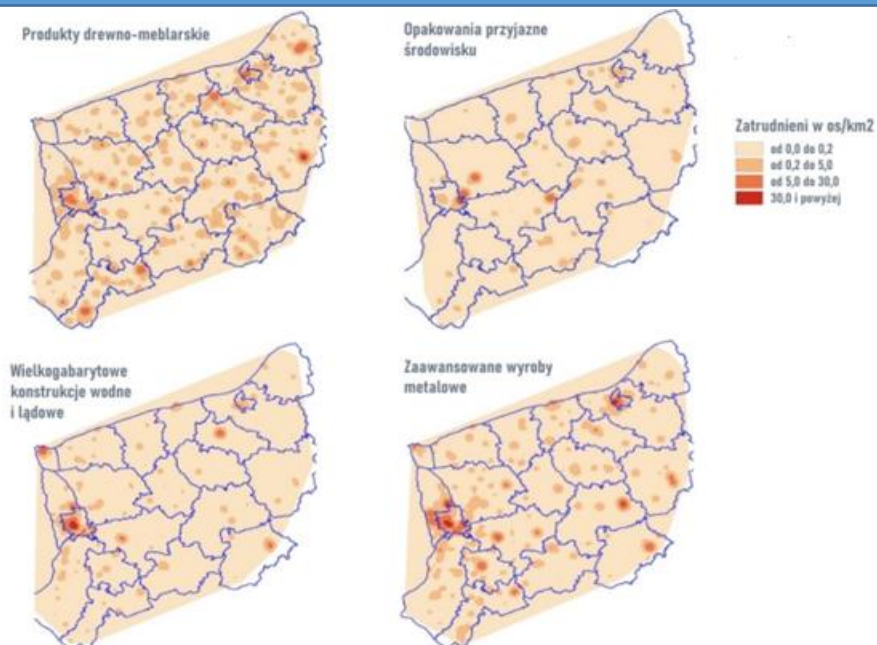 Produkty drewno-meblarskie
Opakowania przyjazne
środowisku
Zatrudnieni w os/km2
od 0,0 do 0,2
od 0,2 do 5,0
od 5,0 do 30,0
30,0 i powyżej
Wielkogabarytowe
konstrukcje wodne
i lądowe
Zaawansowane wyroby
metalowe